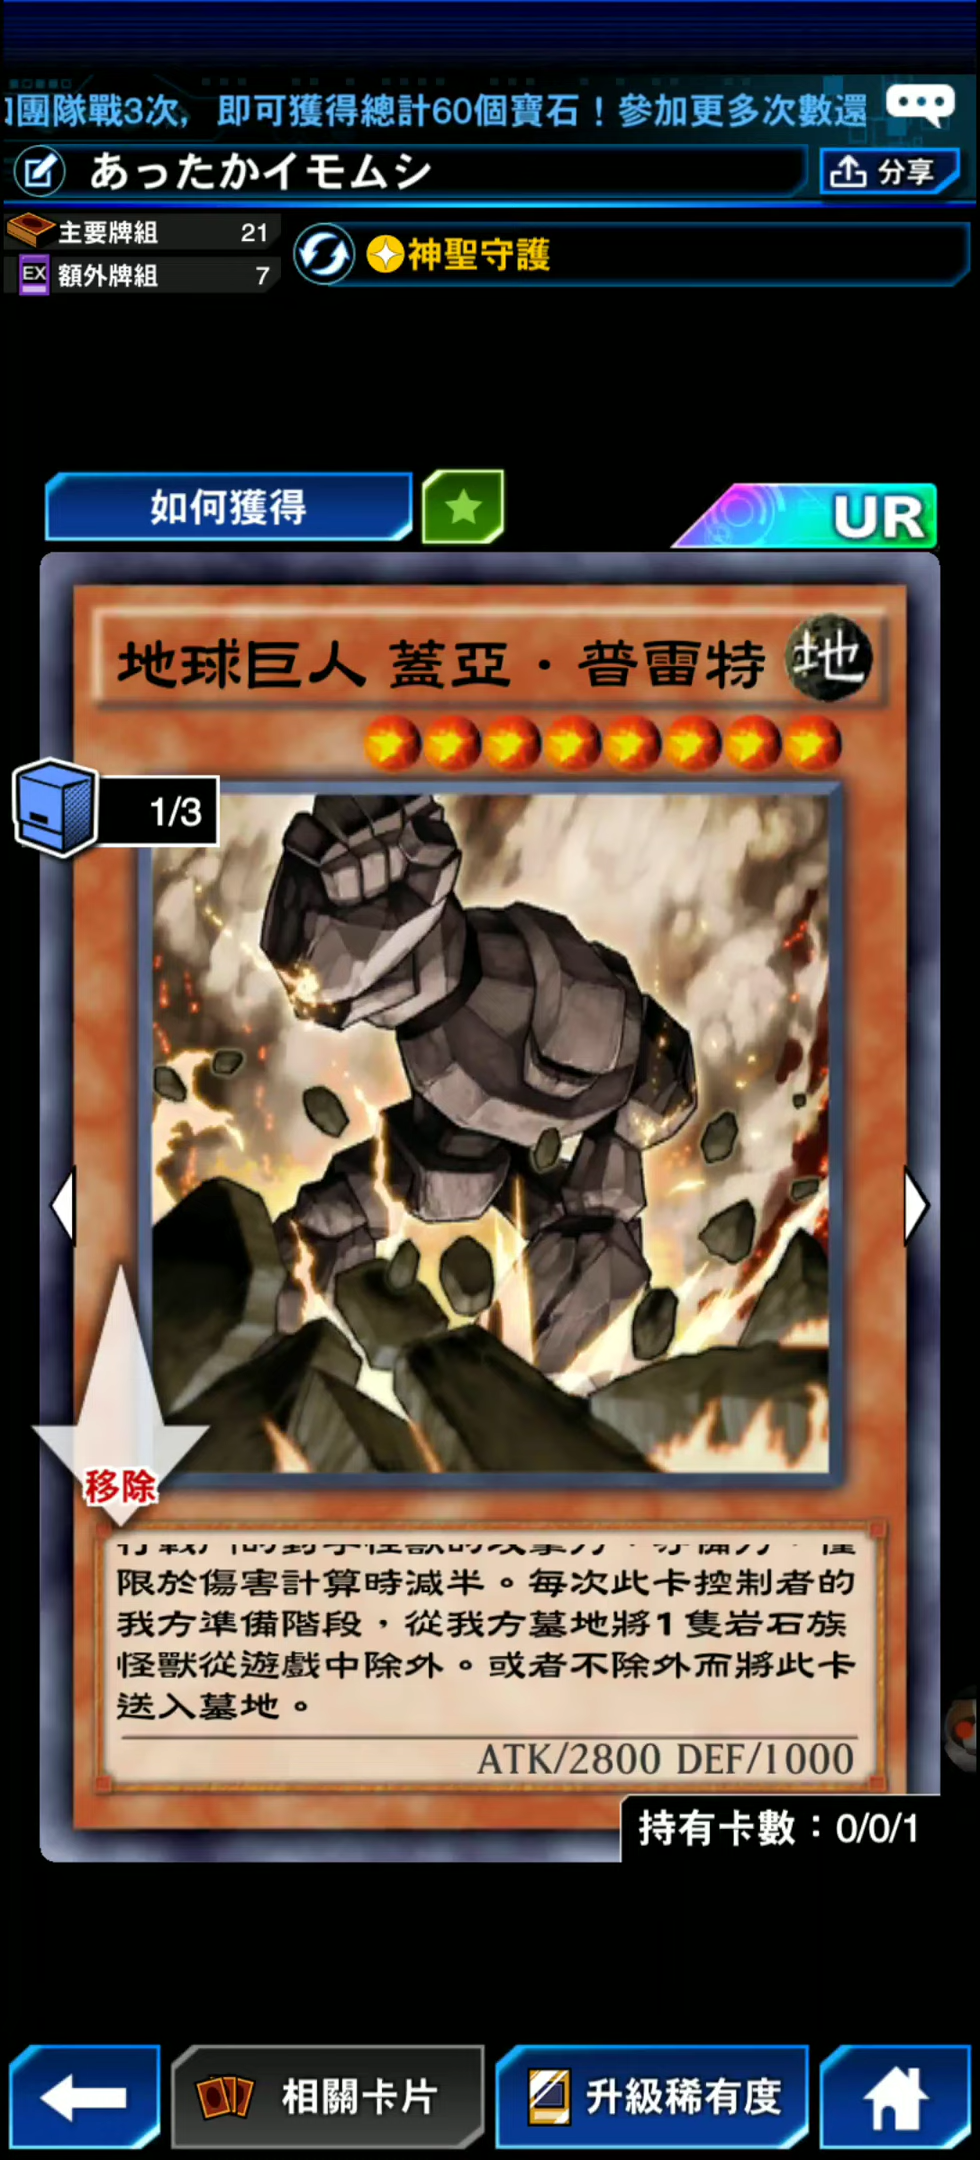 團隊戰3次，即可獲得總計60個寶石！參加更多次數還
あったかイモムシ
分享
主要牌組 21
神聖守護
EX 額外牌組 7
如何獲得
UR
地球巨人 蓋亞・普雷特 地
1/3
移除
限於傷害計算時減半。每次此卡控制者的
我方準備階段，從我方墓地將1隻岩石族
怪獸從遊戲中除外。或者不除外而將此卡
送入墓地。
ATK/2800 DEF/1000
持有卡數：0/0/1
相關卡片
升級稀有度